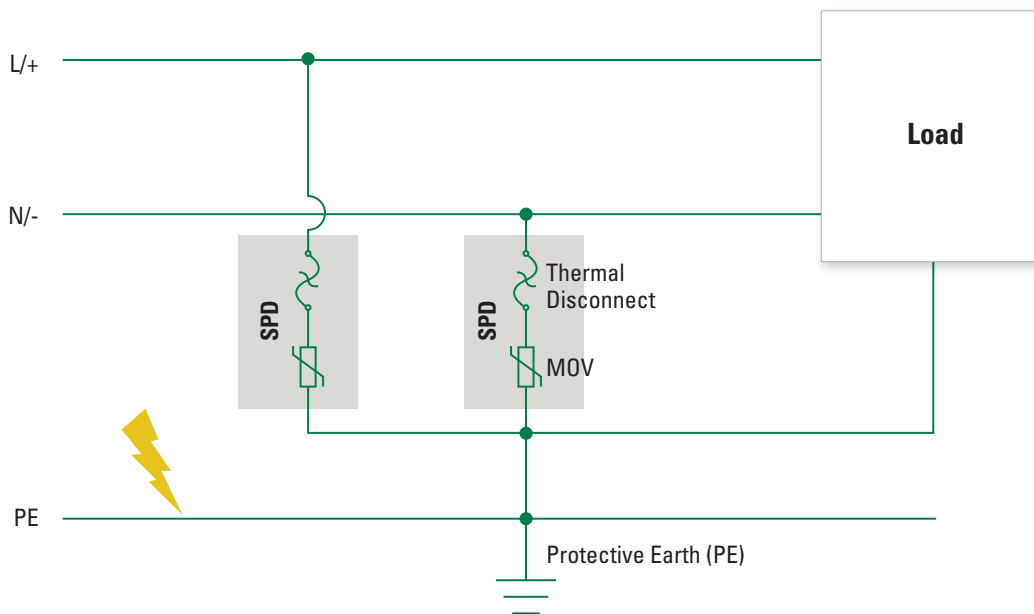 L/+
Load
N/-
SPD
SPD
Thermal
Disconnect
MOV
PE
Protective Earth (PE)